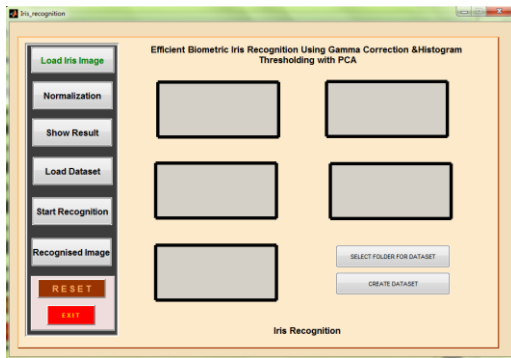 Iris_recognition
Efficient Biometric Iris Recognition Using Gamma Correction &Histogram
Thresholding with PCA
Load Iris Image
Normalization
Show Result
Load Dataset
Start Recognition
Recognised Image
RESET
EXIT
SELECT FOLDER FOR DATASET
CREATE DATASET
Iris Recognition